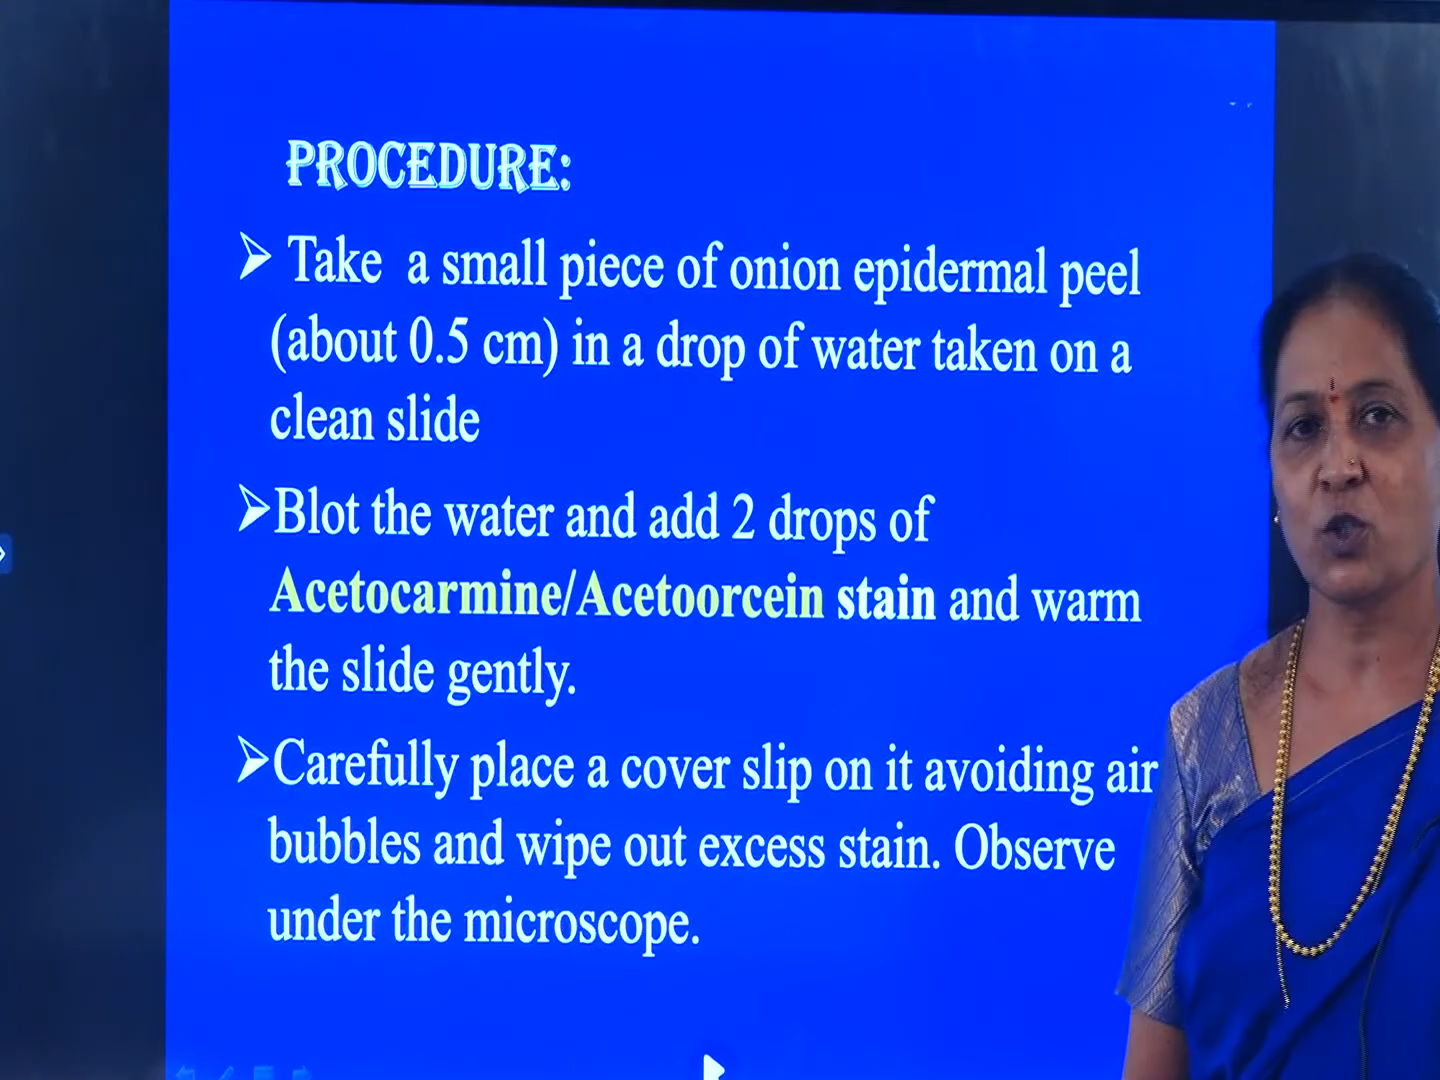 PROCEDURE:
➢ Take a small piece of onion epidermal peel
(about 0.5 cm) in a drop of water taken on a
clean slide
➢Blot the water and add 2 drops of
Acetocarmine/Acetoorcein stain and warm
the slide gently.
➢Carefully place a cover slip on it avoiding air
bubbles and wipe out excess stain. Observe
under the microscope.